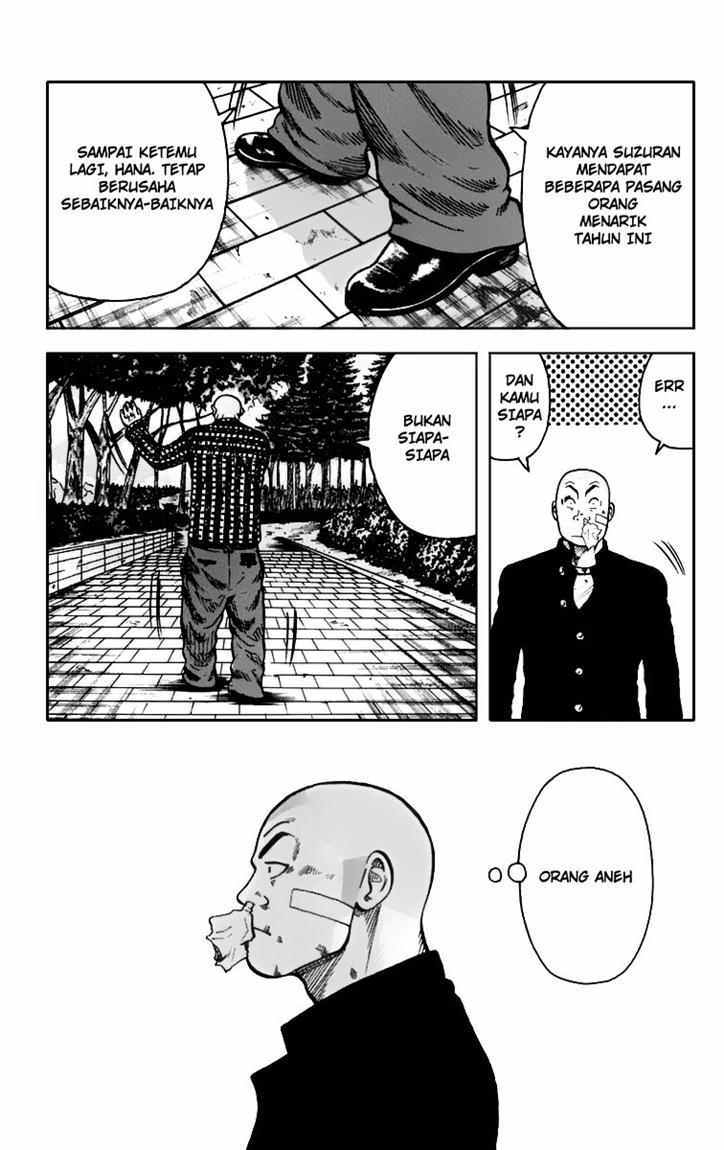 KAYANYA SUZURAN
MENDAPAT
BEBERAPA PASANG
ORANG
MENARIK
TAHUN INI
SAMPAI KETEMU
LAGI, HANA. TETAP
BERUSAHA
SEBAIKNYA-BAIKNYA
ERR
...
DAN
KAMU
SIAPA
?
BUKAN
SIAPA-
SIAPA
ORANG ANEH